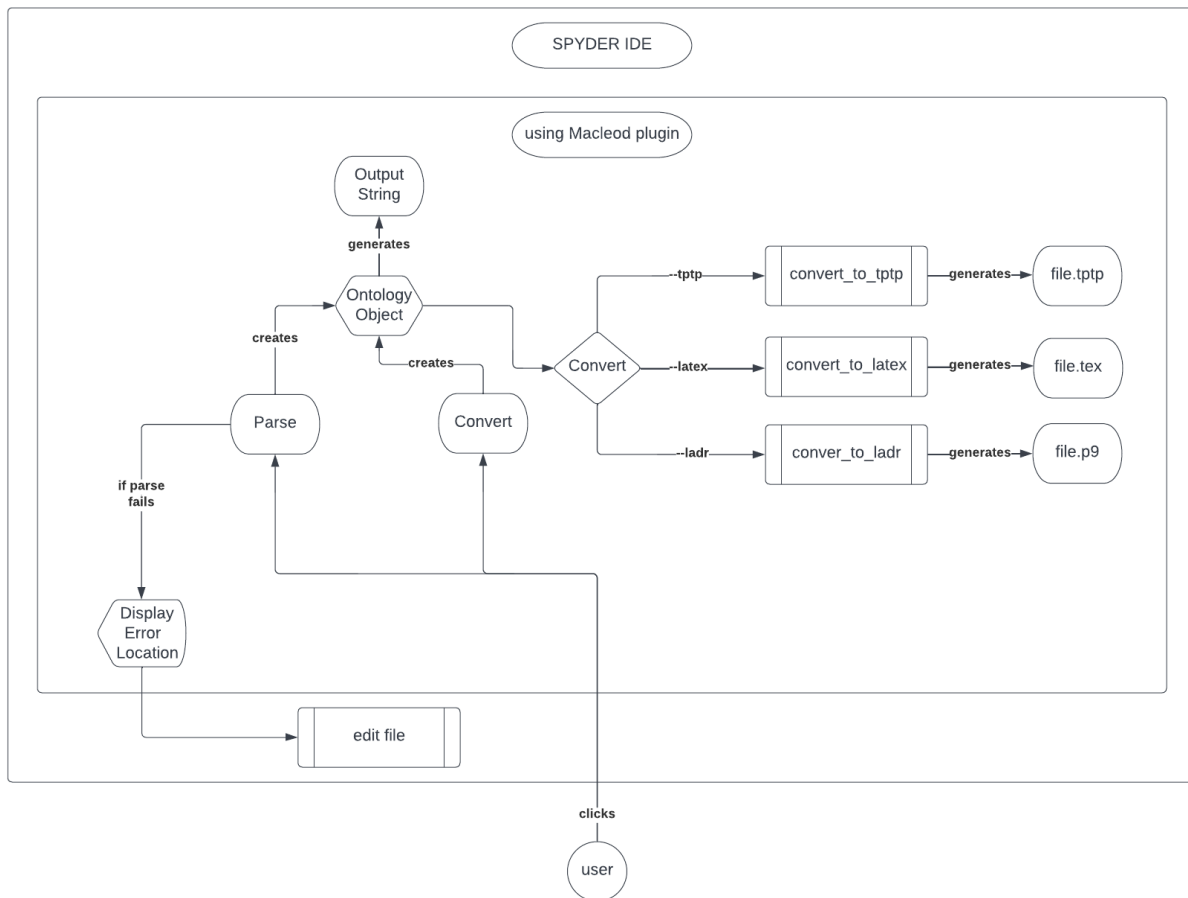 SPYDER IDE
using Macleod plugin
Output
String
generates
Ontology
Object
creates
creates
Parse
Convert
Convert
--tptp
convert_to_tptp
generates
file.tptp
--latex
convert_to_latex
generates
file.tex
--ladr
conver_to_ladr
generates
file.p9
if parse
fails
Display
Error
Location
edit file
clicks
user